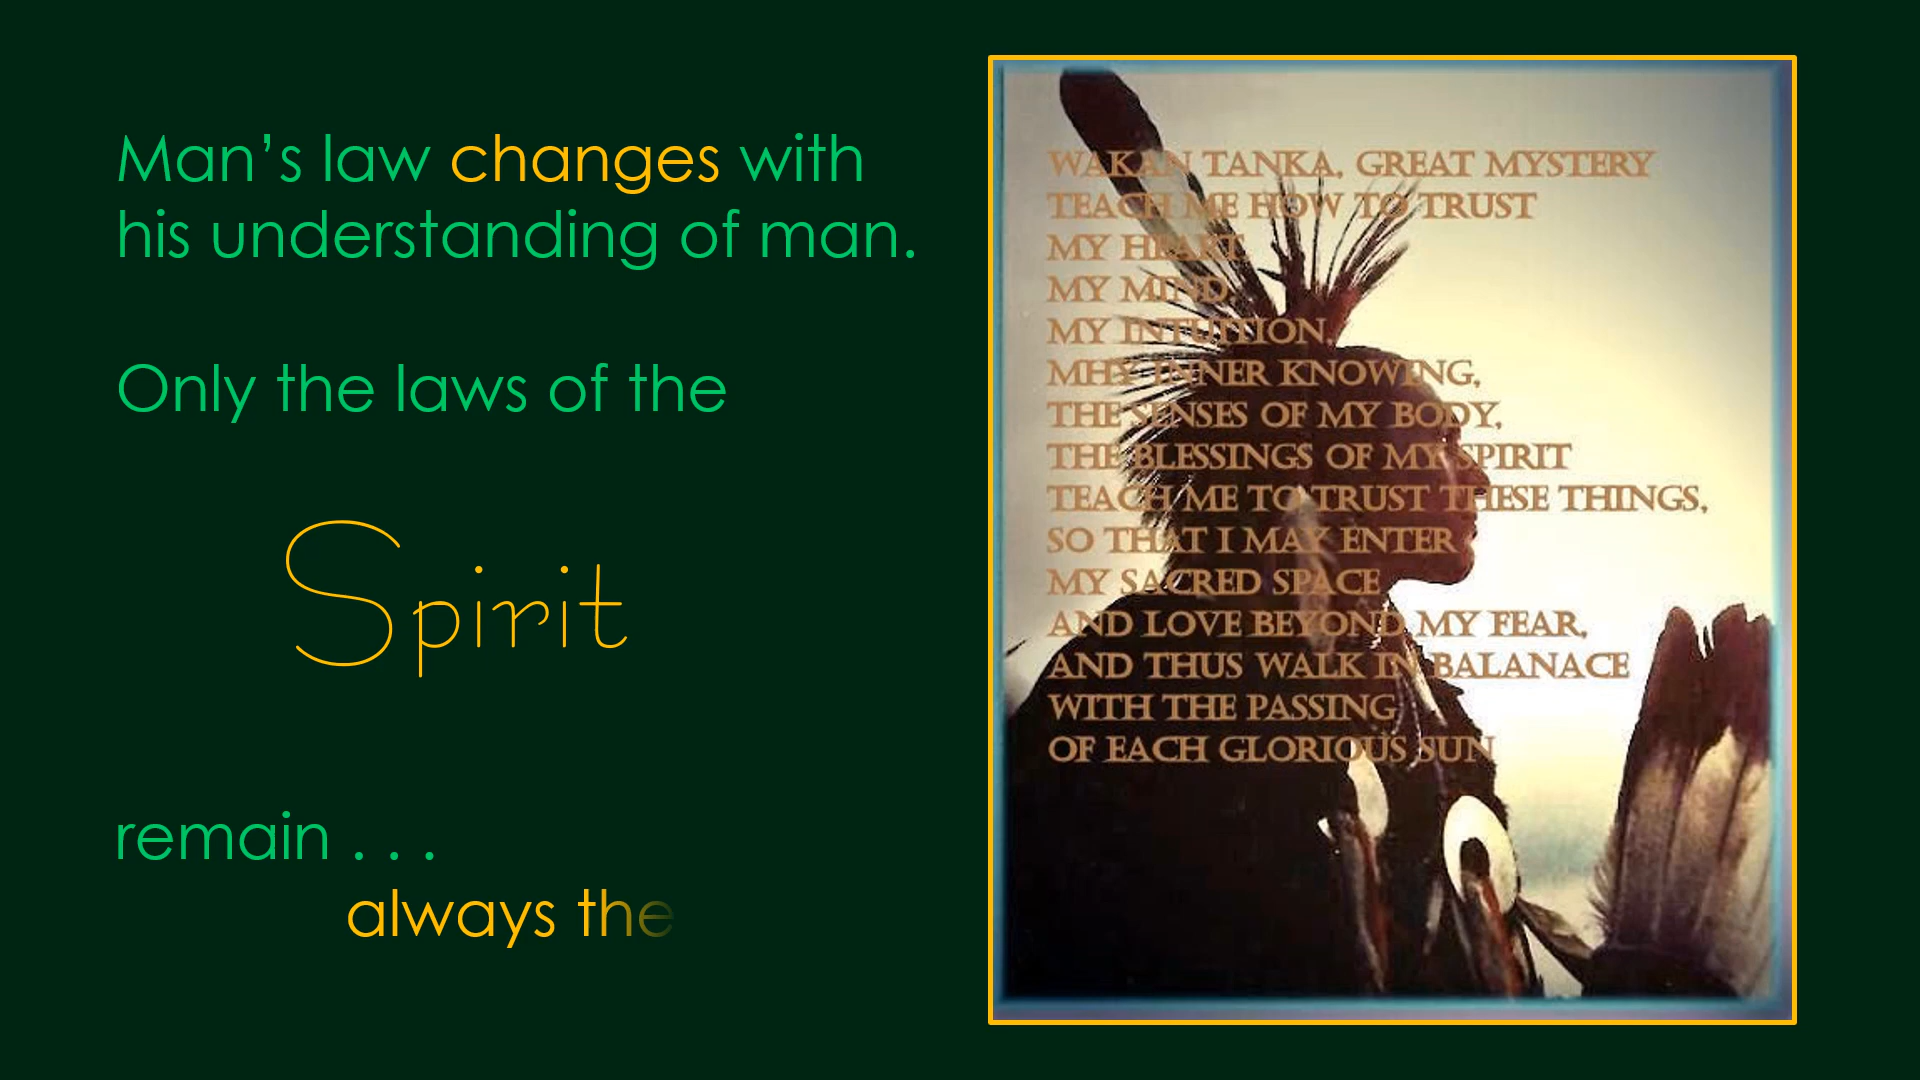 Man’s law changes with
his understanding of man.
Only the laws of the
Spirit
remain . . .
always the
WAKAN TANKA, GREAT MYSTERY
TEACH ME HOW TO TRUST
MY HEART,
MY MIND,
MY INTUITION,
MHY INNER KNOWING,
THE SENSES OF MY BODY,
THE BLESSINGS OF MY SPIRIT
TEACH ME TO TRUST THESE THINGS,
SO THAT I MAY ENTER
MY SACRED SPACE
AND LOVE BEYOND MY FEAR,
AND THUS WALK IN BALANACE
WITH THE PASSING
OF EACH GLORIOUS SUN